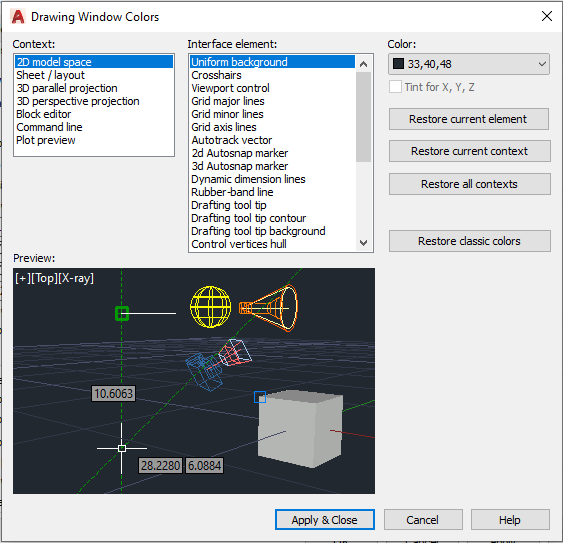 Drawing Window Colors
Context:
2D model space
Sheet / layout
3D parallel projection
3D perspective projection
Block editor
Command line
Plot preview
Interface element:
Uniform background
Crosshairs
Viewport control
Grid major lines
Grid minor lines
Grid axis lines
Autotrack vector
2d Autosnap marker
3d Autosnap marker
Dynamic dimension lines
Rubber-band line
Drafting tool tip
Drafting tool tip contour
Drafting tool tip background
Control vertices hull
Color:
33,40,48
Tint for X, Y, Z
Restore current element
Restore current context
Restore all contexts
Restore classic colors
Preview:
[+][Top][X-ray]
10.6063
28.2280 6.0884
Apply & Close
Cancel
Help